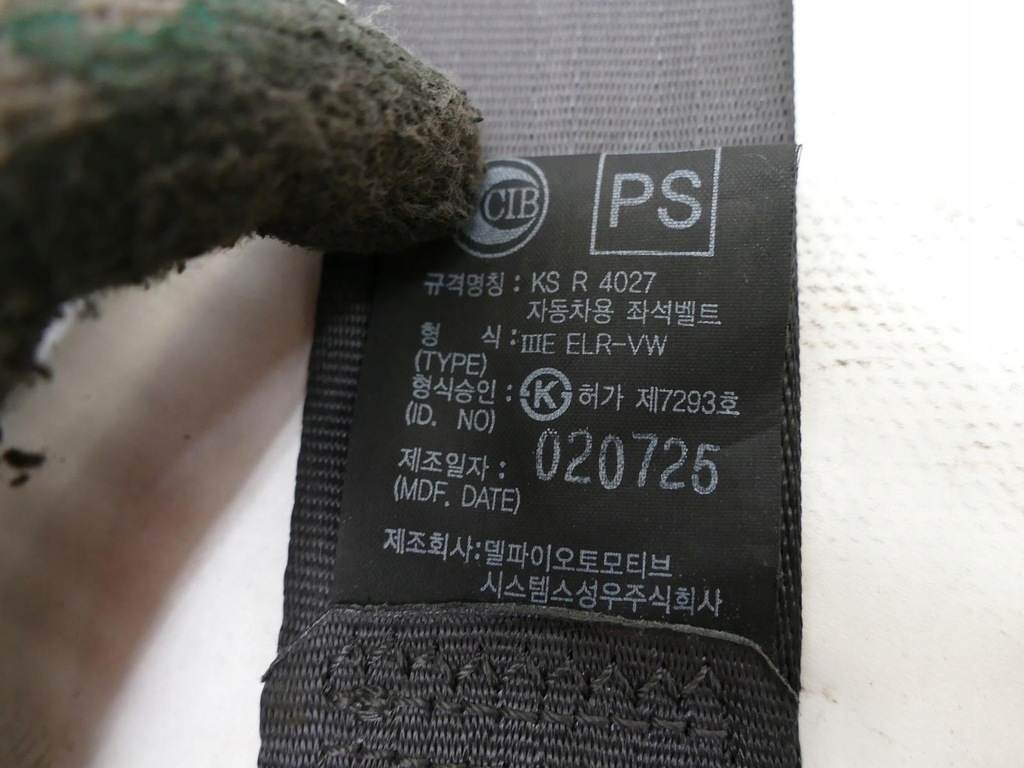 CIB PS
규격명칭 : KS R 4027
자동차용 좌석벨트
형 식 : IIIE ELR-VW
(TYPE)
형식승인 : K 허가 제7293호
(ID. NO)
제조일자 : 020725
(MDF. DATE)
제조회사:델파이오토모티브
시스템스성우주식회사